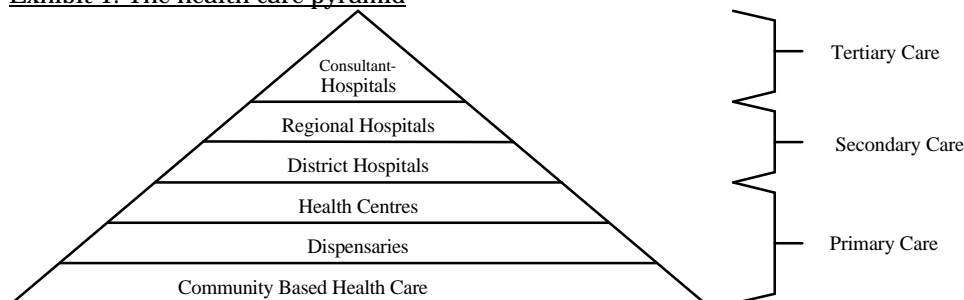 Exhibit 1: The health care pyramid
Consultant-
Hospitals
Regional Hospitals
District Hospitals
Health Centres
Dispensaries
Community Based Health Care
Tertiary Care
Secondary Care
Primary Care